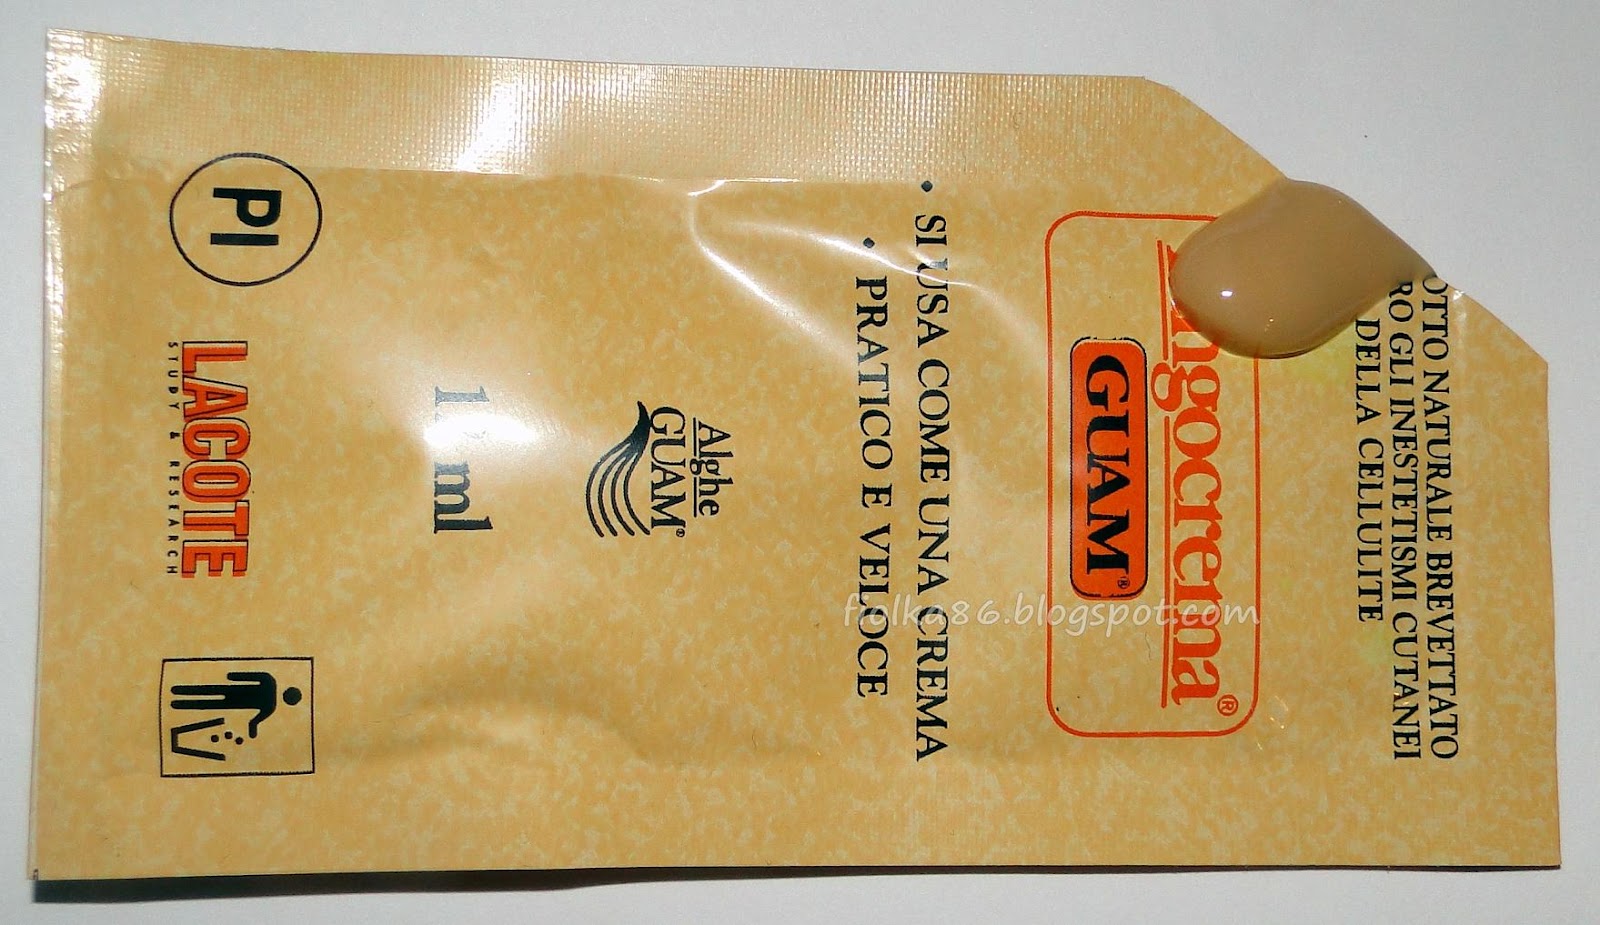 OTTO NATURALE BREVETTATO
RO GLI INESTETISMI CUTANEI
DELLA CELLULITE
ngocrema®
GUAM®
• SI USA COME UNA CREMA
• PRATICO E VELOCE
Alghe
GUAM®
ml
PI
LACOTE
STUDY & RESEARCH
fiolka86.blogspot.com